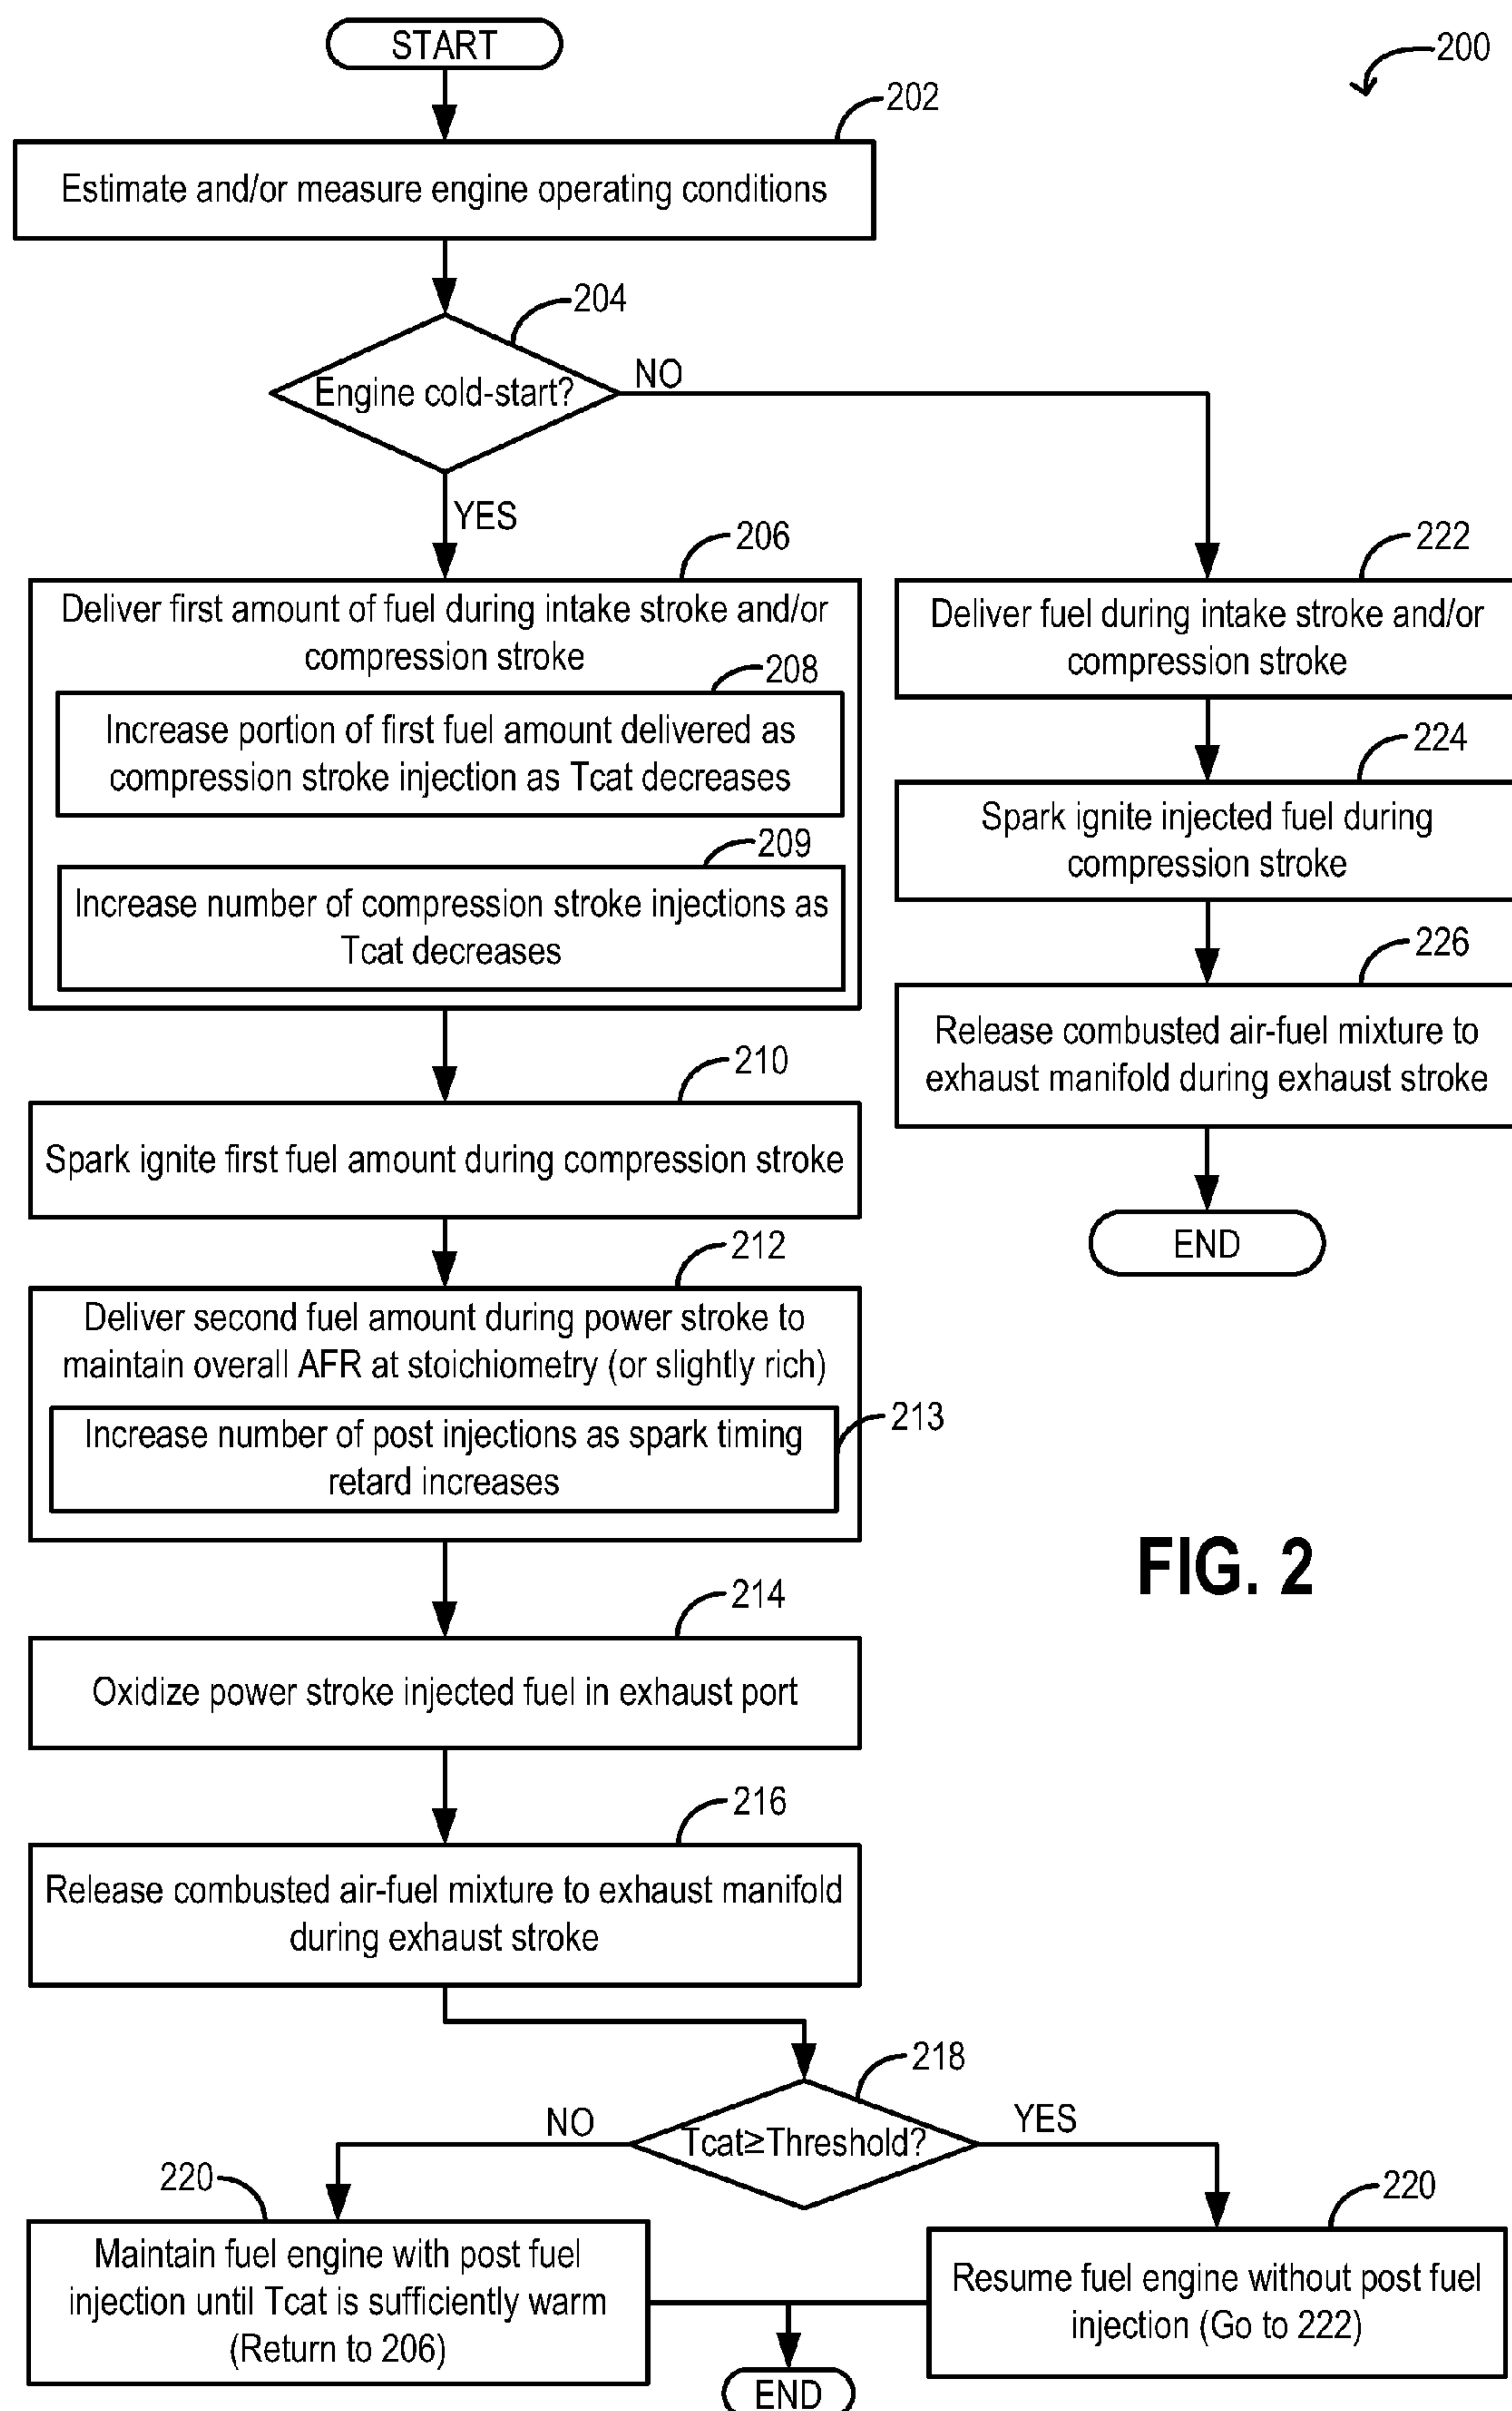 START
200
202
Estimate and/or measure engine operating conditions
204
Engine cold-start?
NO
YES
206
Deliver first amount of fuel during intake stroke and/or
compression stroke
208
Increase portion of first fuel amount delivered as
compression stroke injection as Tcat decreases
209
Increase number of compression stroke injections as
Tcat decreases
222
Deliver fuel during intake stroke and/or
compression stroke
224
Spark ignite injected fuel during
compression stroke
226
Release combusted air-fuel mixture to
exhaust manifold during exhaust stroke
END
210
Spark ignite first fuel amount during compression stroke
212
Deliver second fuel amount during power stroke to
maintain overall AFR at stoichiometry (or slightly rich)
213
Increase number of post injections as spark timing
retard increases
FIG. 2
214
Oxidize power stroke injected fuel in exhaust port
216
Release combusted air-fuel mixture to exhaust manifold
during exhaust stroke
218
Tcat≥Threshold?
NO
YES
220
Maintain fuel engine with post fuel
injection until Tcat is sufficiently warm
(Return to 206)
220
Resume fuel engine without post fuel
injection (Go to 222)
END